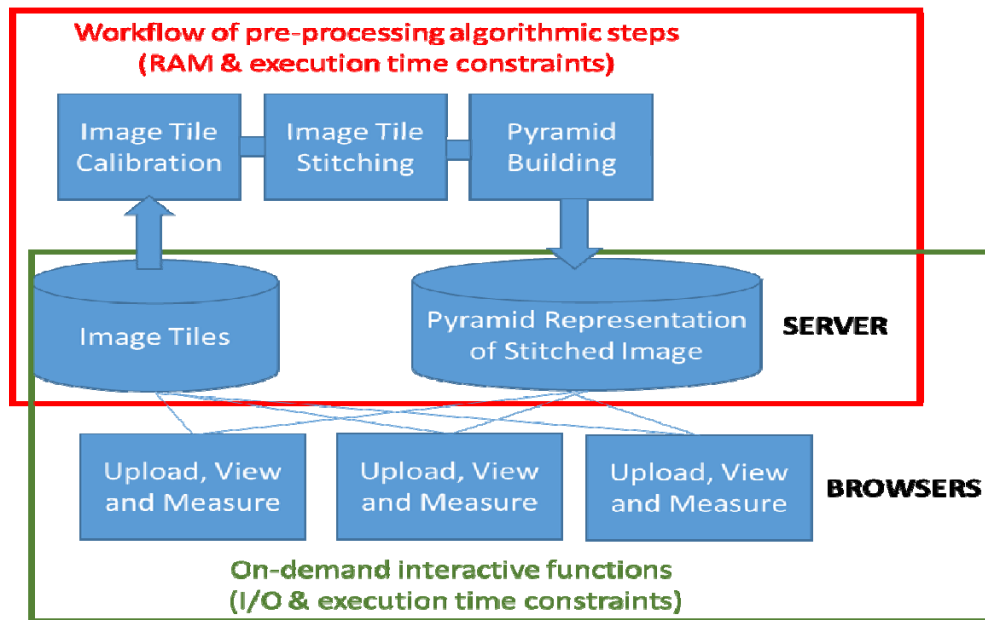 Workflow of pre-processing algorithmic steps
(RAM & execution time constraints)
Image Tile
Calibration
Image Tile
Stitching
Pyramid
Building
Image Tiles
Pyramid Representation
of Stitched Image
SERVER
Upload, View
and Measure
Upload, View
and Measure
Upload, View
and Measure
BROWSERS
On-demand interactive functions
(I/O & execution time constraints)